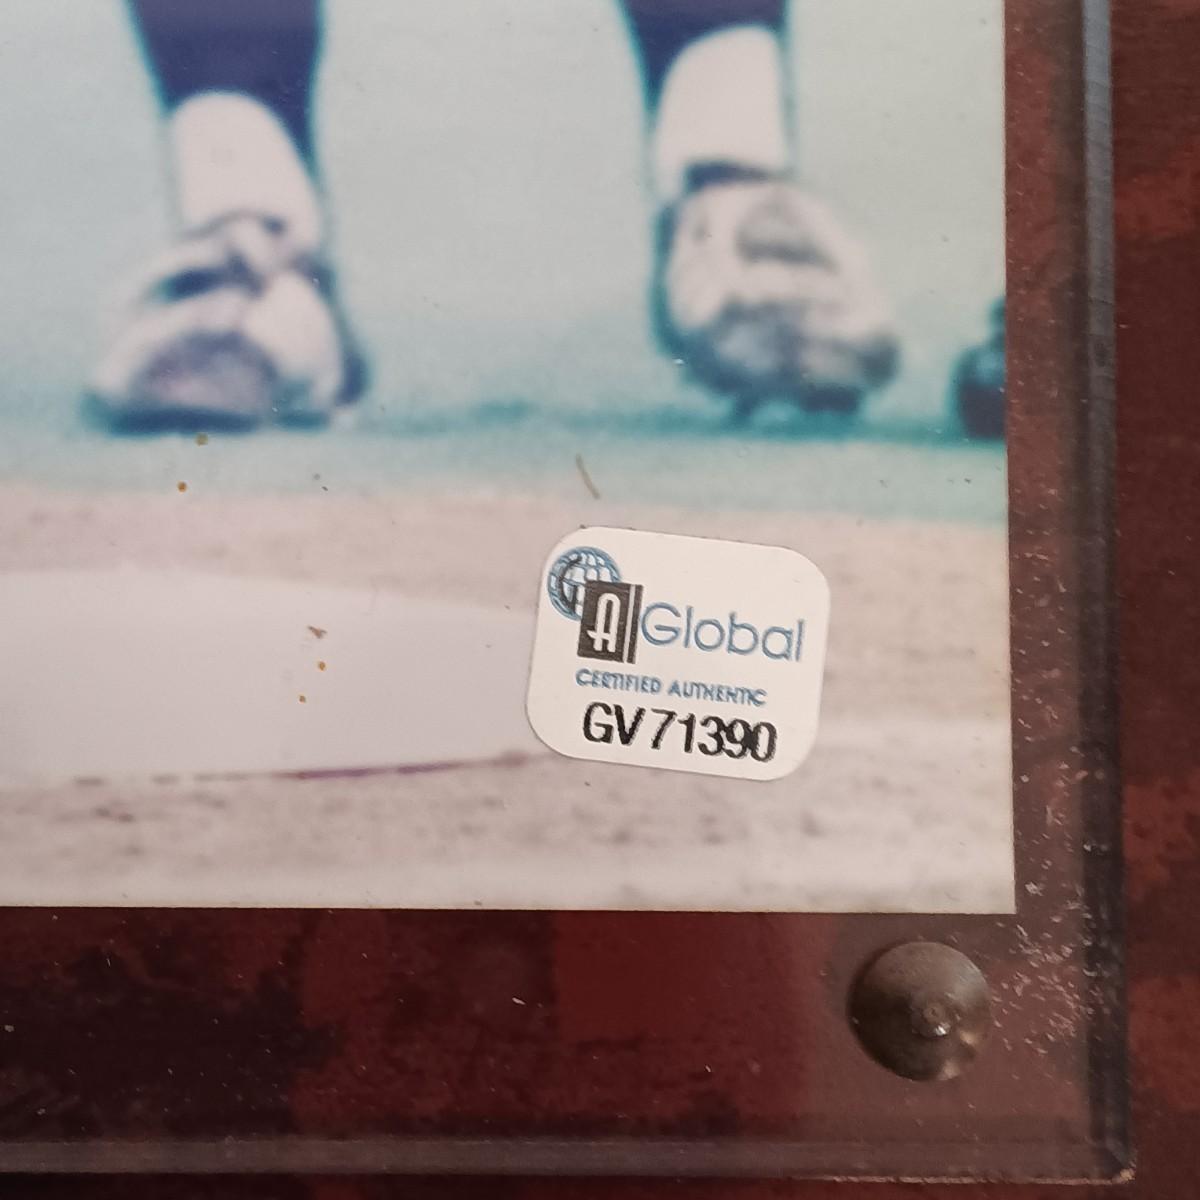 A Global
CERTIFIED AUTHENTIC
GV71390